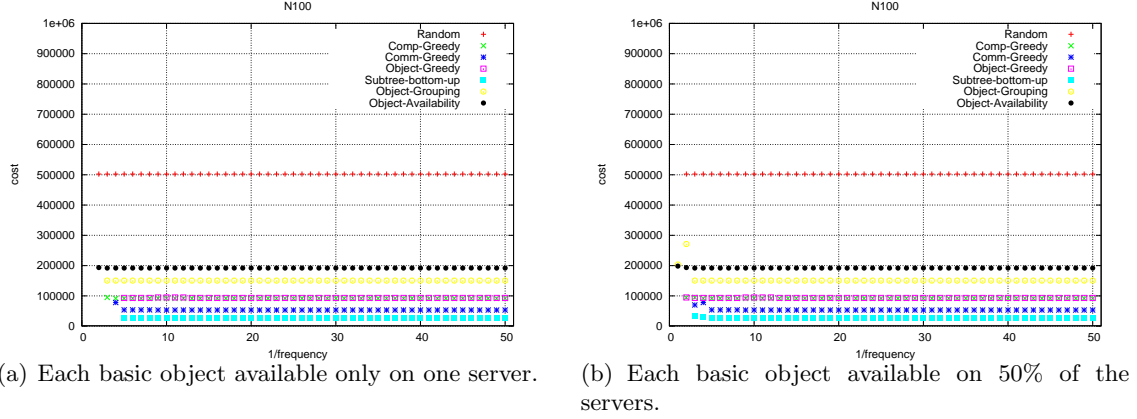 N100
1e+06
900000
800000
700000
600000
500000
400000
300000
200000
100000
0
cost
0 10 20 30 40 50
1/frequency
Random
Comp-Greedy
Comm-Greedy
Object-Greedy
Subtree-bottom-up
Object-Grouping
Object-Availability
(a) Each basic object available only on one server.
N100
1e+06
900000
800000
700000
600000
500000
400000
300000
200000
100000
0
cost
0 10 20 30 40 50
1/frequency
Random
Comp-Greedy
Comm-Greedy
Object-Greedy
Subtree-bottom-up
Object-Grouping
Object-Availability
(b) Each basic object available on 50% of the
servers.